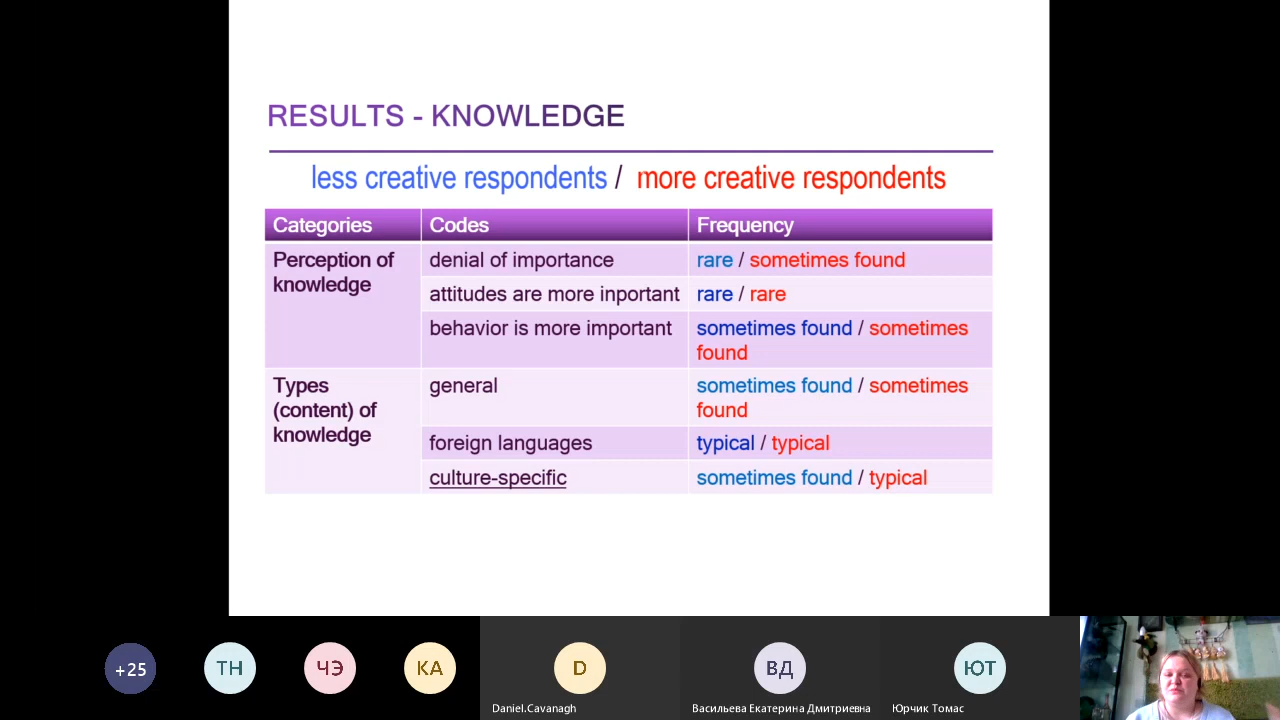 RESULTS - KNOWLEDGE
less creative respondents / more creative respondents
Categories Codes Frequency
Perception of knowledge
denial of importance rare / sometimes found
attitudes are more inportant rare / rare
behavior is more important sometimes found / sometimes found
Types (content) of knowledge
general sometimes found / sometimes found
foreign languages typical / typical
culture-specific sometimes found / typical
+25 ТН ЧЭ КА D ВД ЮТ
Daniel.Cavanagh Васильева Екатерина Дмитриевна Юрчик Томас